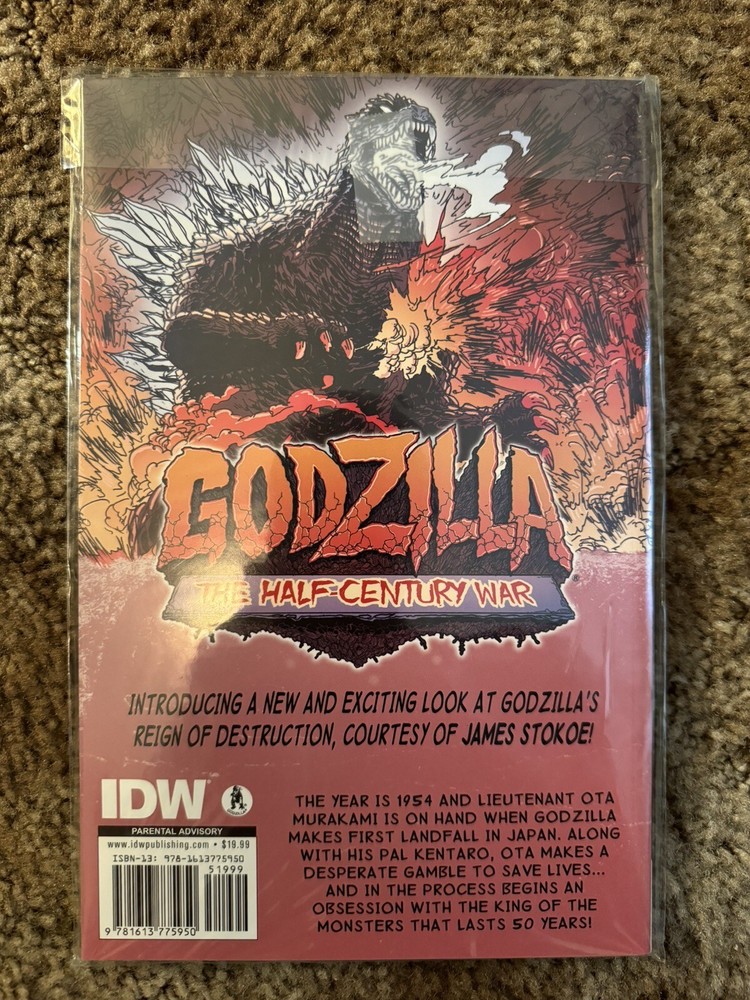 GODZILLA
THE HALF-CENTURY WAR
®
INTRODUCING A NEW AND EXCITING LOOK AT GODZILLA'S
REIGN OF DESTRUCTION, COURTESY OF JAMES STOKOE!
IDW
PARENTAL ADVISORY
www.idwpublishing.com • $19.99
ISBN-13: 978-1613775950
51999
9 781613 775950
THE YEAR IS 1954 AND LIEUTENANT OTA
MURAKAMI IS ON HAND WHEN GODZILLA
MAKES FIRST LANDFALL IN JAPAN. ALONG
WITH HIS PAL KENTARO, OTA MAKES A
DESPERATE GAMBLE TO SAVE LIVES...
AND IN THE PROCESS BEGINS AN
OBSESSION WITH THE KING OF THE
MONSTERS THAT LASTS 50 YEARS!